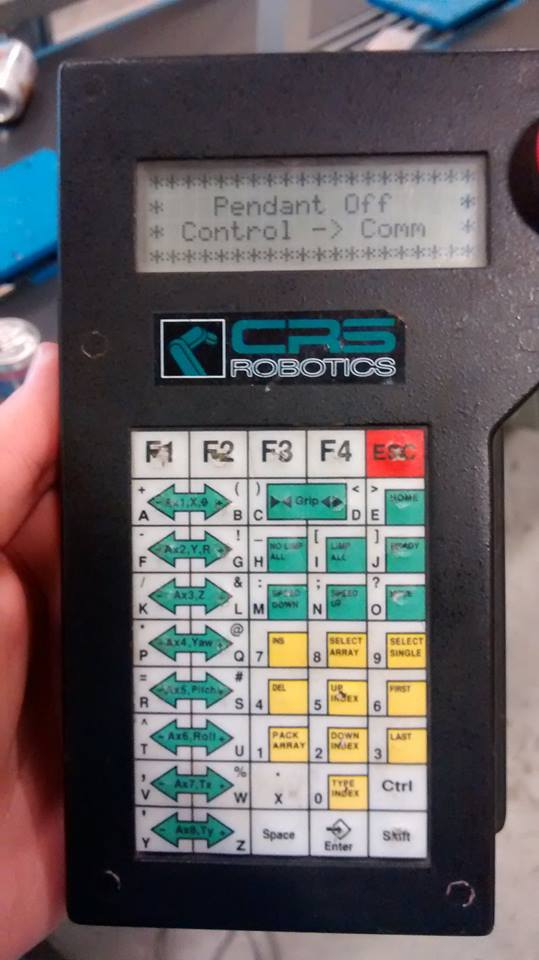 ********************
* Pendant Off *
* Control -> Comm *
********************
CRS
ROBOTICS
F1 F2 F3 F4 ESC
+ A - Ax1,X,θ + ( B ) C Grip < D > E HOME
- F - Ax2,Y,R + ! G _ H NO LIMP ALL [ I LIMP ALL ] J READY
/ K Ax3,Z & L : M SPEED DOWN ; N SPEED UP ? O
* P Ax4,Yaw @ Q 7 INS 8 SELECT ARRAY 9 SELECT SINGLE
= R - Ax5,Pitch + # S 4 DEL 5 UP INDEX 6 FIRST
^ T - Ax6,Roll + U 1 PACK ARRAY 2 DOWN INDEX 3 LAST
, V - Ax7,Tx + % W . X 0 TYPE INDEX Ctrl
' Y - Ax8,Ty + Z Space Enter Shift